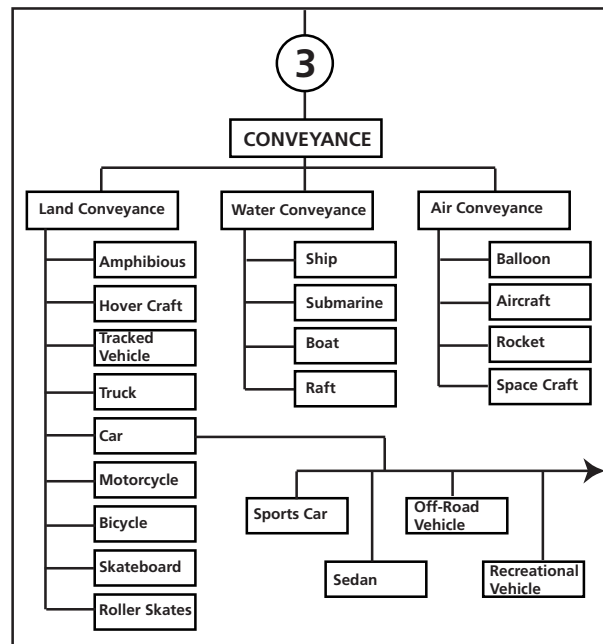 3
CONVEYANCE
Land Conveyance
Water Conveyance
Air Conveyance
Amphibious
Hover Craft
Tracked
Vehicle
Truck
Car
Motorcycle
Bicycle
Skateboard
Roller Skates
Ship
Submarine
Boat
Raft
Balloon
Aircraft
Rocket
Space Craft
Sports Car
Sedan
Off-Road
Vehicle
Recreational
Vehicle